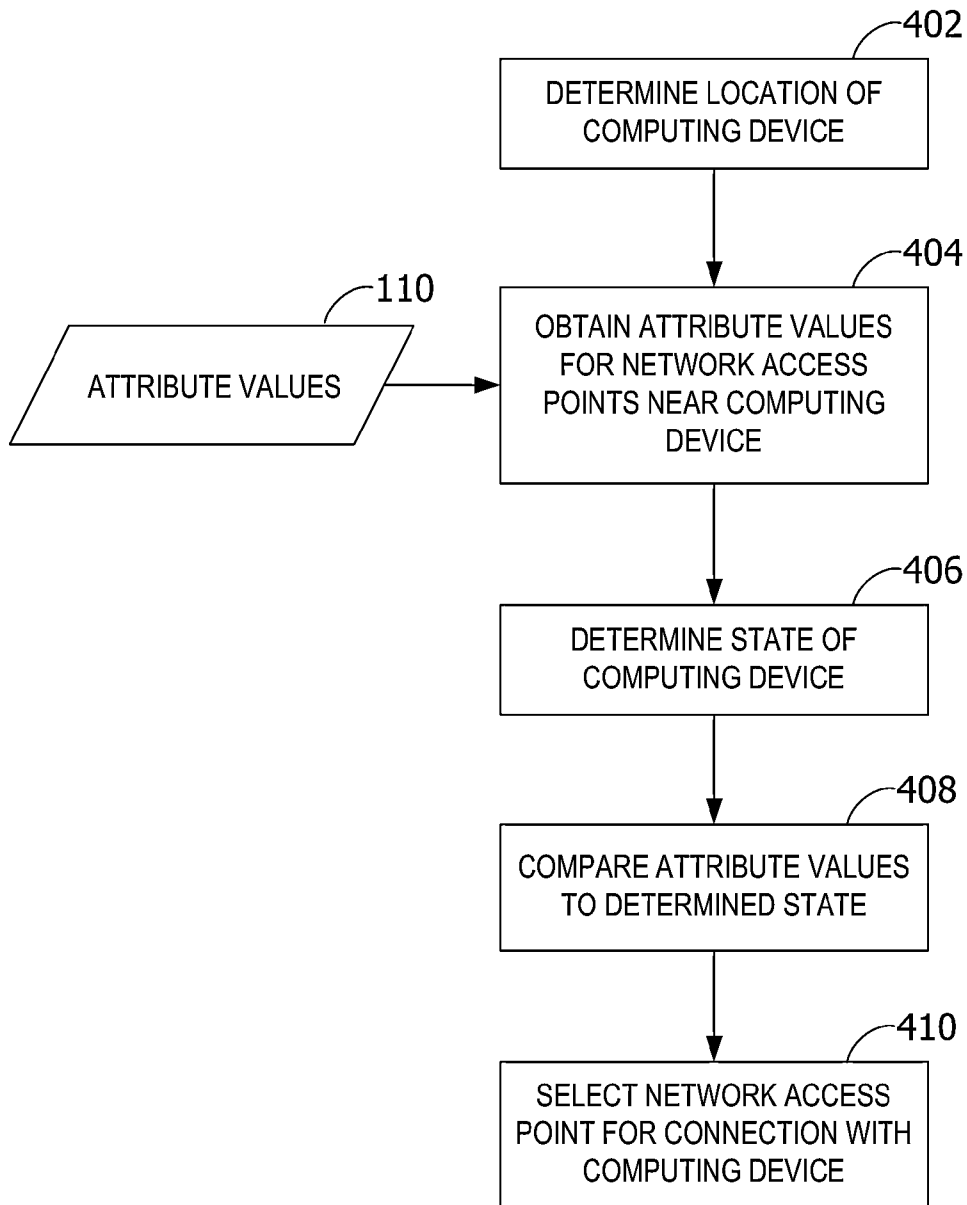 402
DETERMINE LOCATION OF
COMPUTING DEVICE
404
110
OBTAIN ATTRIBUTE VALUES
FOR NETWORK ACCESS
POINTS NEAR COMPUTING
DEVICE
ATTRIBUTE VALUES
406
DETERMINE STATE OF
COMPUTING DEVICE
408
COMPARE ATTRIBUTE VALUES
TO DETERMINED STATE
410
SELECT NETWORK ACCESS
POINT FOR CONNECTION WITH
COMPUTING DEVICE